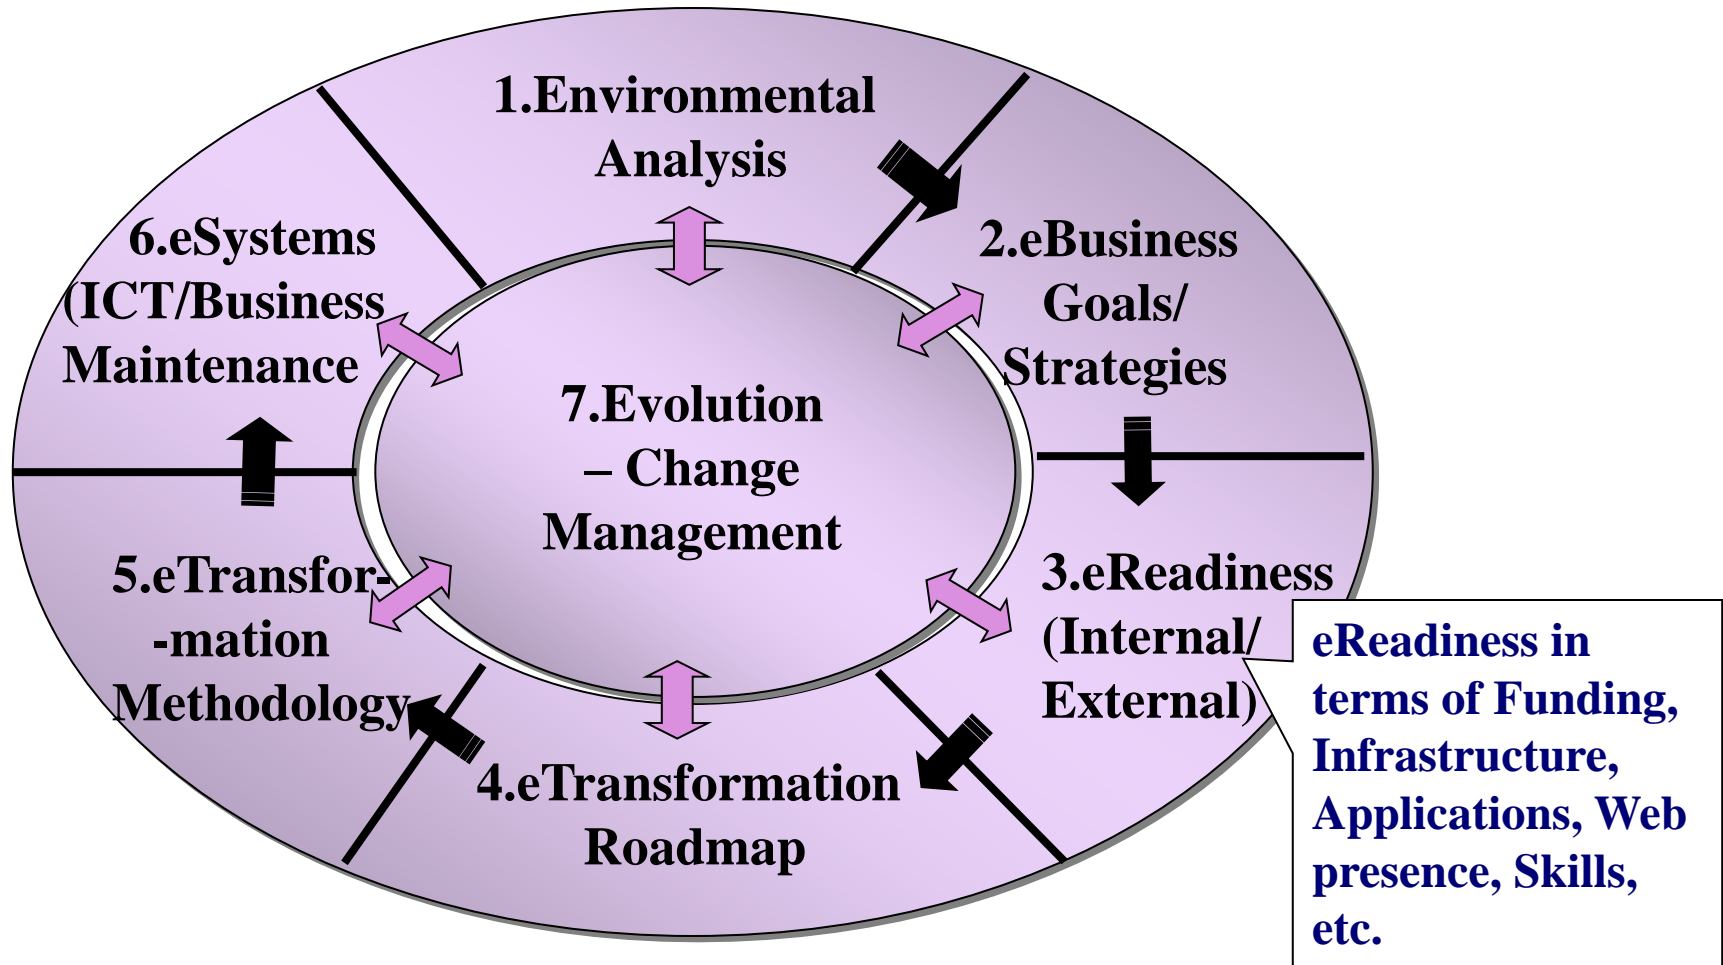 1.Environmental
Analysis
2.eBusiness
Goals/
Strategies
3.eReadiness
(Internal/
External)
eReadiness in
terms of Funding,
Infrastructure,
Applications, Web
presence, Skills,
etc.
4.eTransformation
Roadmap
5.eTransfor-
-mation
Methodology
6.eSystems
(ICT/Business
Maintenance
7.Evolution
– Change
Management